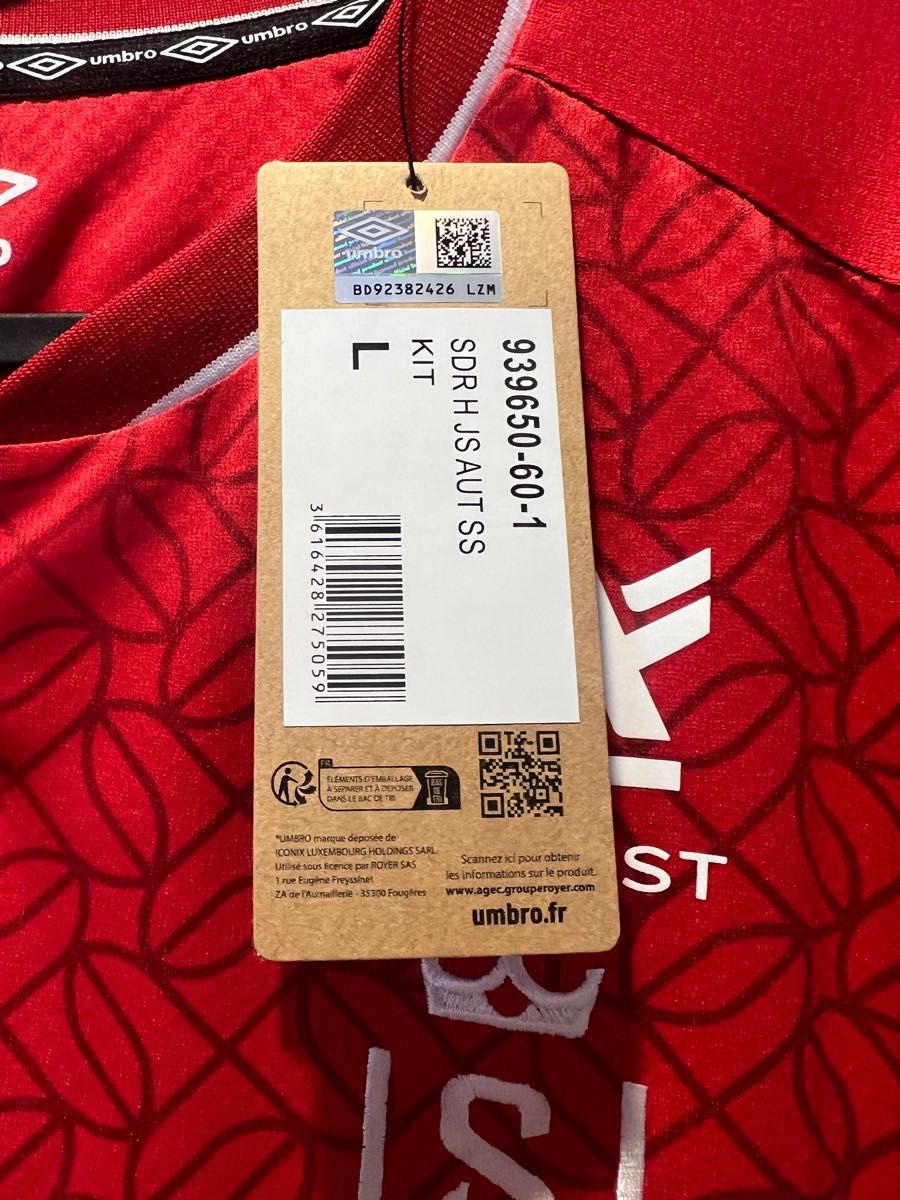 umbro umbro
umbro
BD92382426 LZM
939650-60-1
SDR H JS AUT SS
KIT
L
3616428275059
FR
ÉLÉMENTS D'EMBALLAGE
À SÉPARER ET À DÉPOSER
DANS LE BAC DE TRI
BAC
DE
TRI
*UMBRO marque déposée de
ICONIX LUXEMBOURG HOLDINGS SARL.
Utilisé sous licence par ROYER SAS
1 rue Eugène Freyssinet
ZA de l'Aumaillerie - 35300 Fougères
Scannez ici pour obtenir
les informations sur le produit.
www.agec.grouperoyer.com
umbro.fr
ST
S